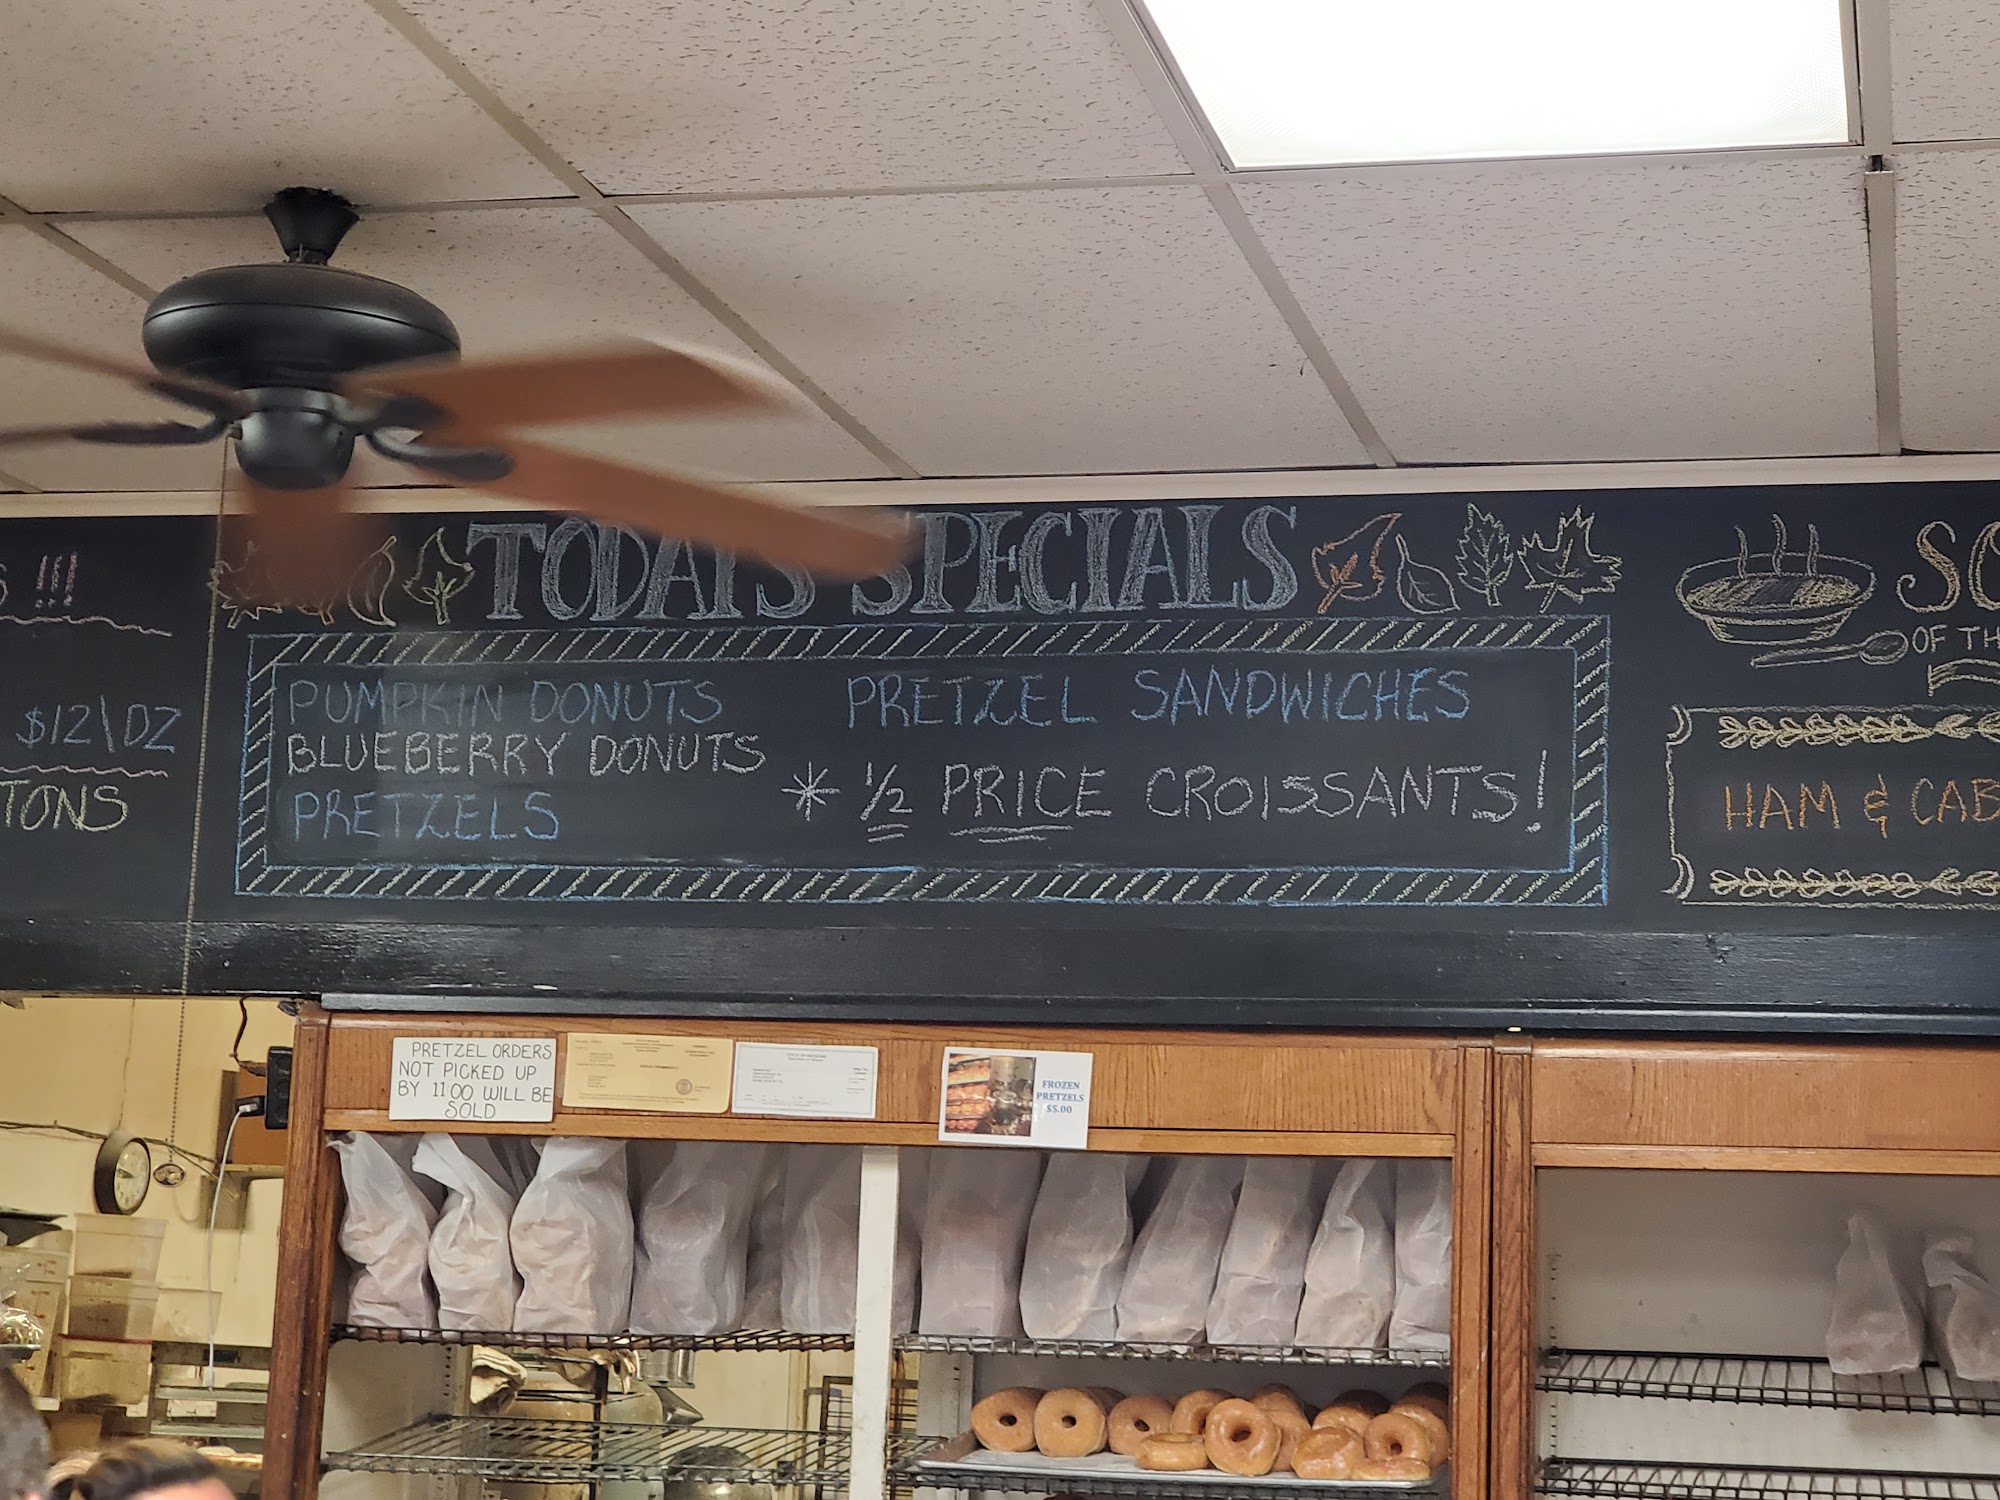 !!!
$12\DZ
TONS
TODAY'S SPECIALS
PUMPKIN DONUTS
BLUEBERRY DONUTS
PRETZELS
PRETZEL SANDWICHES
* 1/2 PRICE CROISSANTS!
SO
OF TH
HAM & CAB
PRETZEL ORDERS
NOT PICKED UP
BY 11:00 WILL BE
SOLD
FROZEN
PRETZELS
$5.00